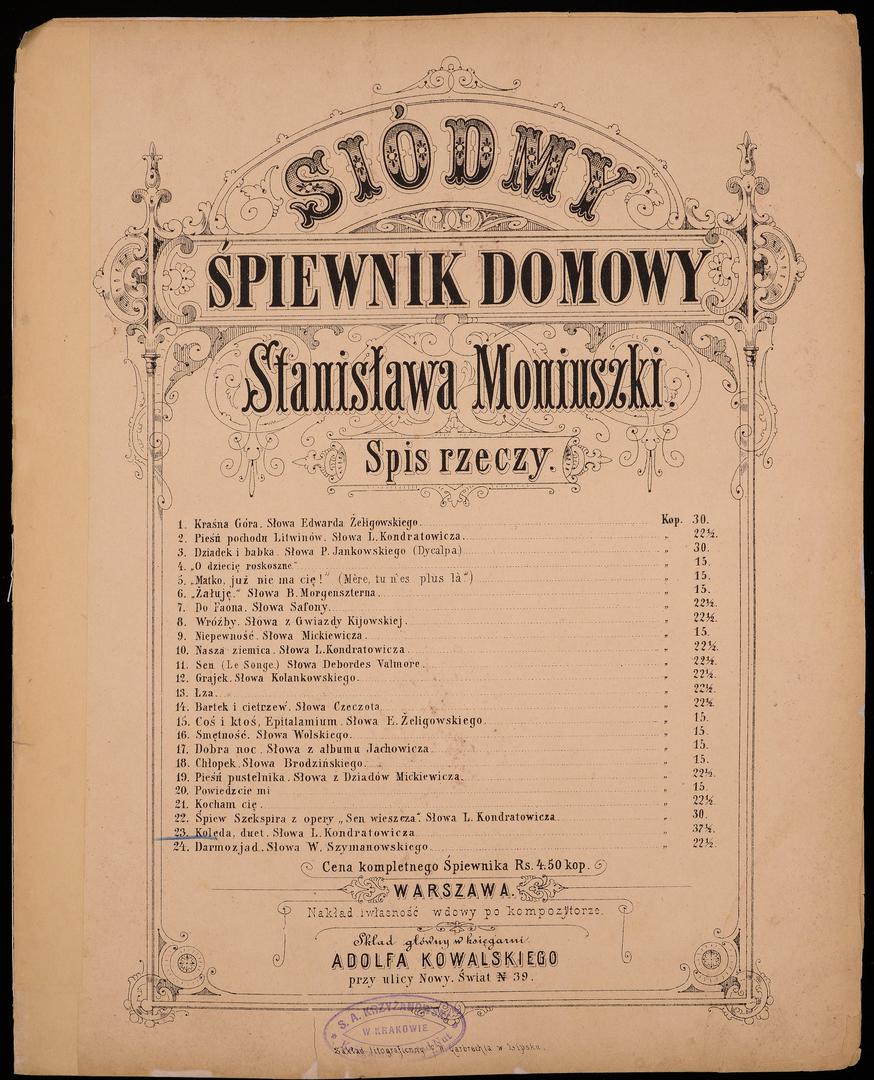 SIÓDMY
ŚPIEWNIK DOMOWY
Stanisława Moniuszki.
Spis rzeczy.
1. Kraśna Góra. Słowa Edwarda Żeligowskiego. Kop. 30.
2. Pieśń pochodu Litwinów. Słowa L. Kondratowicza. „ 22½.
3. Dziadek i babka. Słowa P. Jankowskiego (Dycalpa) „ 30.
4. „O dziecię roskoszne“ „ 15.
5. „Matko, już nie ma cię!“ (Mère, tu n'es plus là“) „ 15.
6. „Żałuję.“ Słowa B. Morgenszterna. „ 15.
7. Do Faona. Słowa Safony. „ 22½.
8. Wróżby. Słowa z Gwiazdy Kijowskiej. „ 22½.
9. Niepewność. Słowa Mickiewicza. „ 15.
10. Nasza ziemica. Słowa L. Kondratowicza. „ 22½.
11. Sen (Le Songe.) Słowa Debordes Valmore. „ 22½.
12. Grajek. Słowa Kolankowskiego. „ 22½.
13. Lza. „ 22½.
14. Bartek i cietrzew. Słowa Czeczota. „ 22½.
15. Coś i ktoś, Epitalamium. Słowa E. Żeligowskiego. „ 15.
16. Smętność. Słowa Wolskiego. „ 15.
17. Dobra noc. Słowa z albumu Jachowicza. „ 15.
18. Chłopek. Słowa Brodzińskiego. „ 15.
19. Pieśń pustelnika. Słowa z Dziadów Mickiewicza. „ 22½.
20. Powiedzcie mi „ 15.
21. Kocham cię. „ 22½.
22. Śpiew Szekspira z opery „Sen wieszcza“. Słowa L. Kondratowicza. „ 30.
23. Kolęda, duet. Słowa L. Kondratowicza. „ 37½.
24. Darmozjad. Słowa W. Szymanowskiego. „ 22½.
Cena kompletnego Śpiewnika Rs. 4.50 kop.
WARSZAWA.
Nakład i własność wdowy po kompozytorze.
Skład główny w księgarni
ADOLFA KOWALSKIEGO
przy ulicy Nowy. Świat N 39.
S. A. KRZYŻANOWSKI
W KRAKOWIE
Zakład litograficzny w Lipsku.